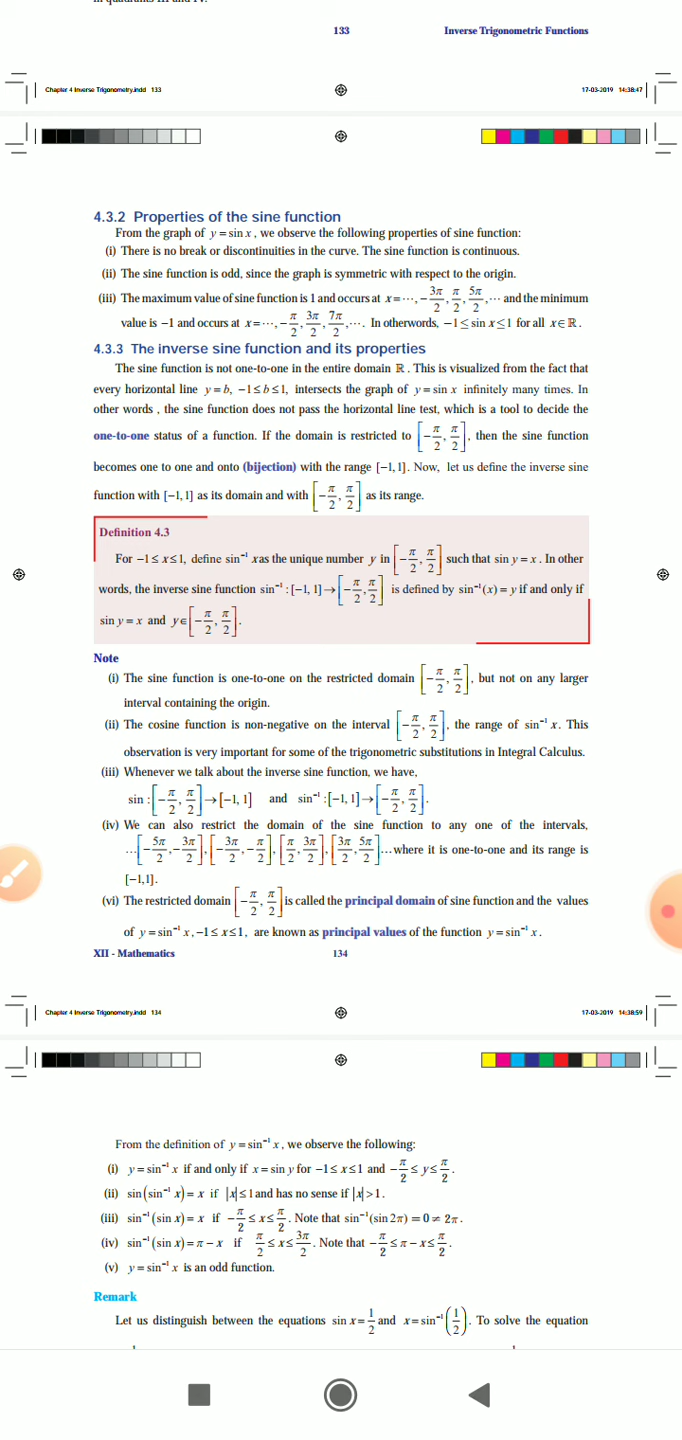 133 Inverse Trigonometric Functions
Chapter 4 Inverse Trigonometry.indd 133 17-03-2019 14:38:47
4.3.2 Properties of the sine function
From the graph of y = sin x , we observe the following properties of sine function:
(i) There is no break or discontinuities in the curve. The sine function is continuous.
(ii) The sine function is odd, since the graph is symmetric with respect to the origin.
(iii) The maximum value of sine function is 1 and occurs at x = ⋯, −3π/2, π/2, 5π/2, ⋯ and the minimum
value is −1 and occurs at x = ⋯, −π/2, 3π/2, 7π/2, ⋯. In otherwords, −1 ≤ sin x ≤ 1 for all x ∈ ℝ.
4.3.3 The inverse sine function and its properties
The sine function is not one-to-one in the entire domain ℝ . This is visualized from the fact that
every horizontal line y = b, −1 ≤ b ≤ 1, intersects the graph of y = sin x infinitely many times. In
other words , the sine function does not pass the horizontal line test, which is a tool to decide the
one-to-one status of a function. If the domain is restricted to [−π/2, π/2], then the sine function
becomes one to one and onto (bijection) with the range [−1, 1]. Now, let us define the inverse sine
function with [−1, 1] as its domain and with [−π/2, π/2] as its range.
Definition 4.3
For −1 ≤ x ≤ 1, define sin⁻¹ x as the unique number y in [−π/2, π/2] such that sin y = x . In other
words, the inverse sine function sin⁻¹ : [−1, 1] → [−π/2, π/2] is defined by sin⁻¹(x) = y if and only if
sin y = x and y ∈ [−π/2, π/2].
Note
(i) The sine function is one-to-one on the restricted domain [−π/2, π/2], but not on any larger
interval containing the origin.
(ii) The cosine function is non-negative on the interval [−π/2, π/2], the range of sin⁻¹ x. This
observation is very important for some of the trigonometric substitutions in Integral Calculus.
(iii) Whenever we talk about the inverse sine function, we have,
sin : [−π/2, π/2] → [−1, 1] and sin⁻¹ : [−1, 1] → [−π/2, π/2].
(iv) We can also restrict the domain of the sine function to any one of the intervals,
…[−5π/2, −3π/2], [−3π/2, −π/2], [π/2, 3π/2], [3π/2, 5π/2]…where it is one-to-one and its range is
[−1,1].
(vi) The restricted domain [−π/2, π/2] is called the principal domain of sine function and the values
of y = sin⁻¹ x , −1 ≤ x ≤ 1, are known as principal values of the function y = sin⁻¹ x .
XII - Mathematics 134
Chapter 4 Inverse Trigonometry.indd 134 17-03-2019 14:38:59
From the definition of y = sin⁻¹ x , we observe the following:
(i) y = sin⁻¹ x if and only if x = sin y for −1 ≤ x ≤ 1 and −π/2 ≤ y ≤ π/2 .
(ii) sin(sin⁻¹ x) = x if |x| ≤ 1 and has no sense if |x| > 1.
(iii) sin⁻¹(sin x) = x if −π/2 ≤ x ≤ π/2 . Note that sin⁻¹(sin 2π) = 0 ≠ 2π .
(iv) sin⁻¹(sin x) = π − x if π/2 ≤ x ≤ 3π/2 . Note that −π/2 ≤ π − x ≤ π/2 .
(v) y = sin⁻¹ x is an odd function.
Remark
Let us distinguish between the equations sin x = 1/2 and x = sin⁻¹(1/2). To solve the equation